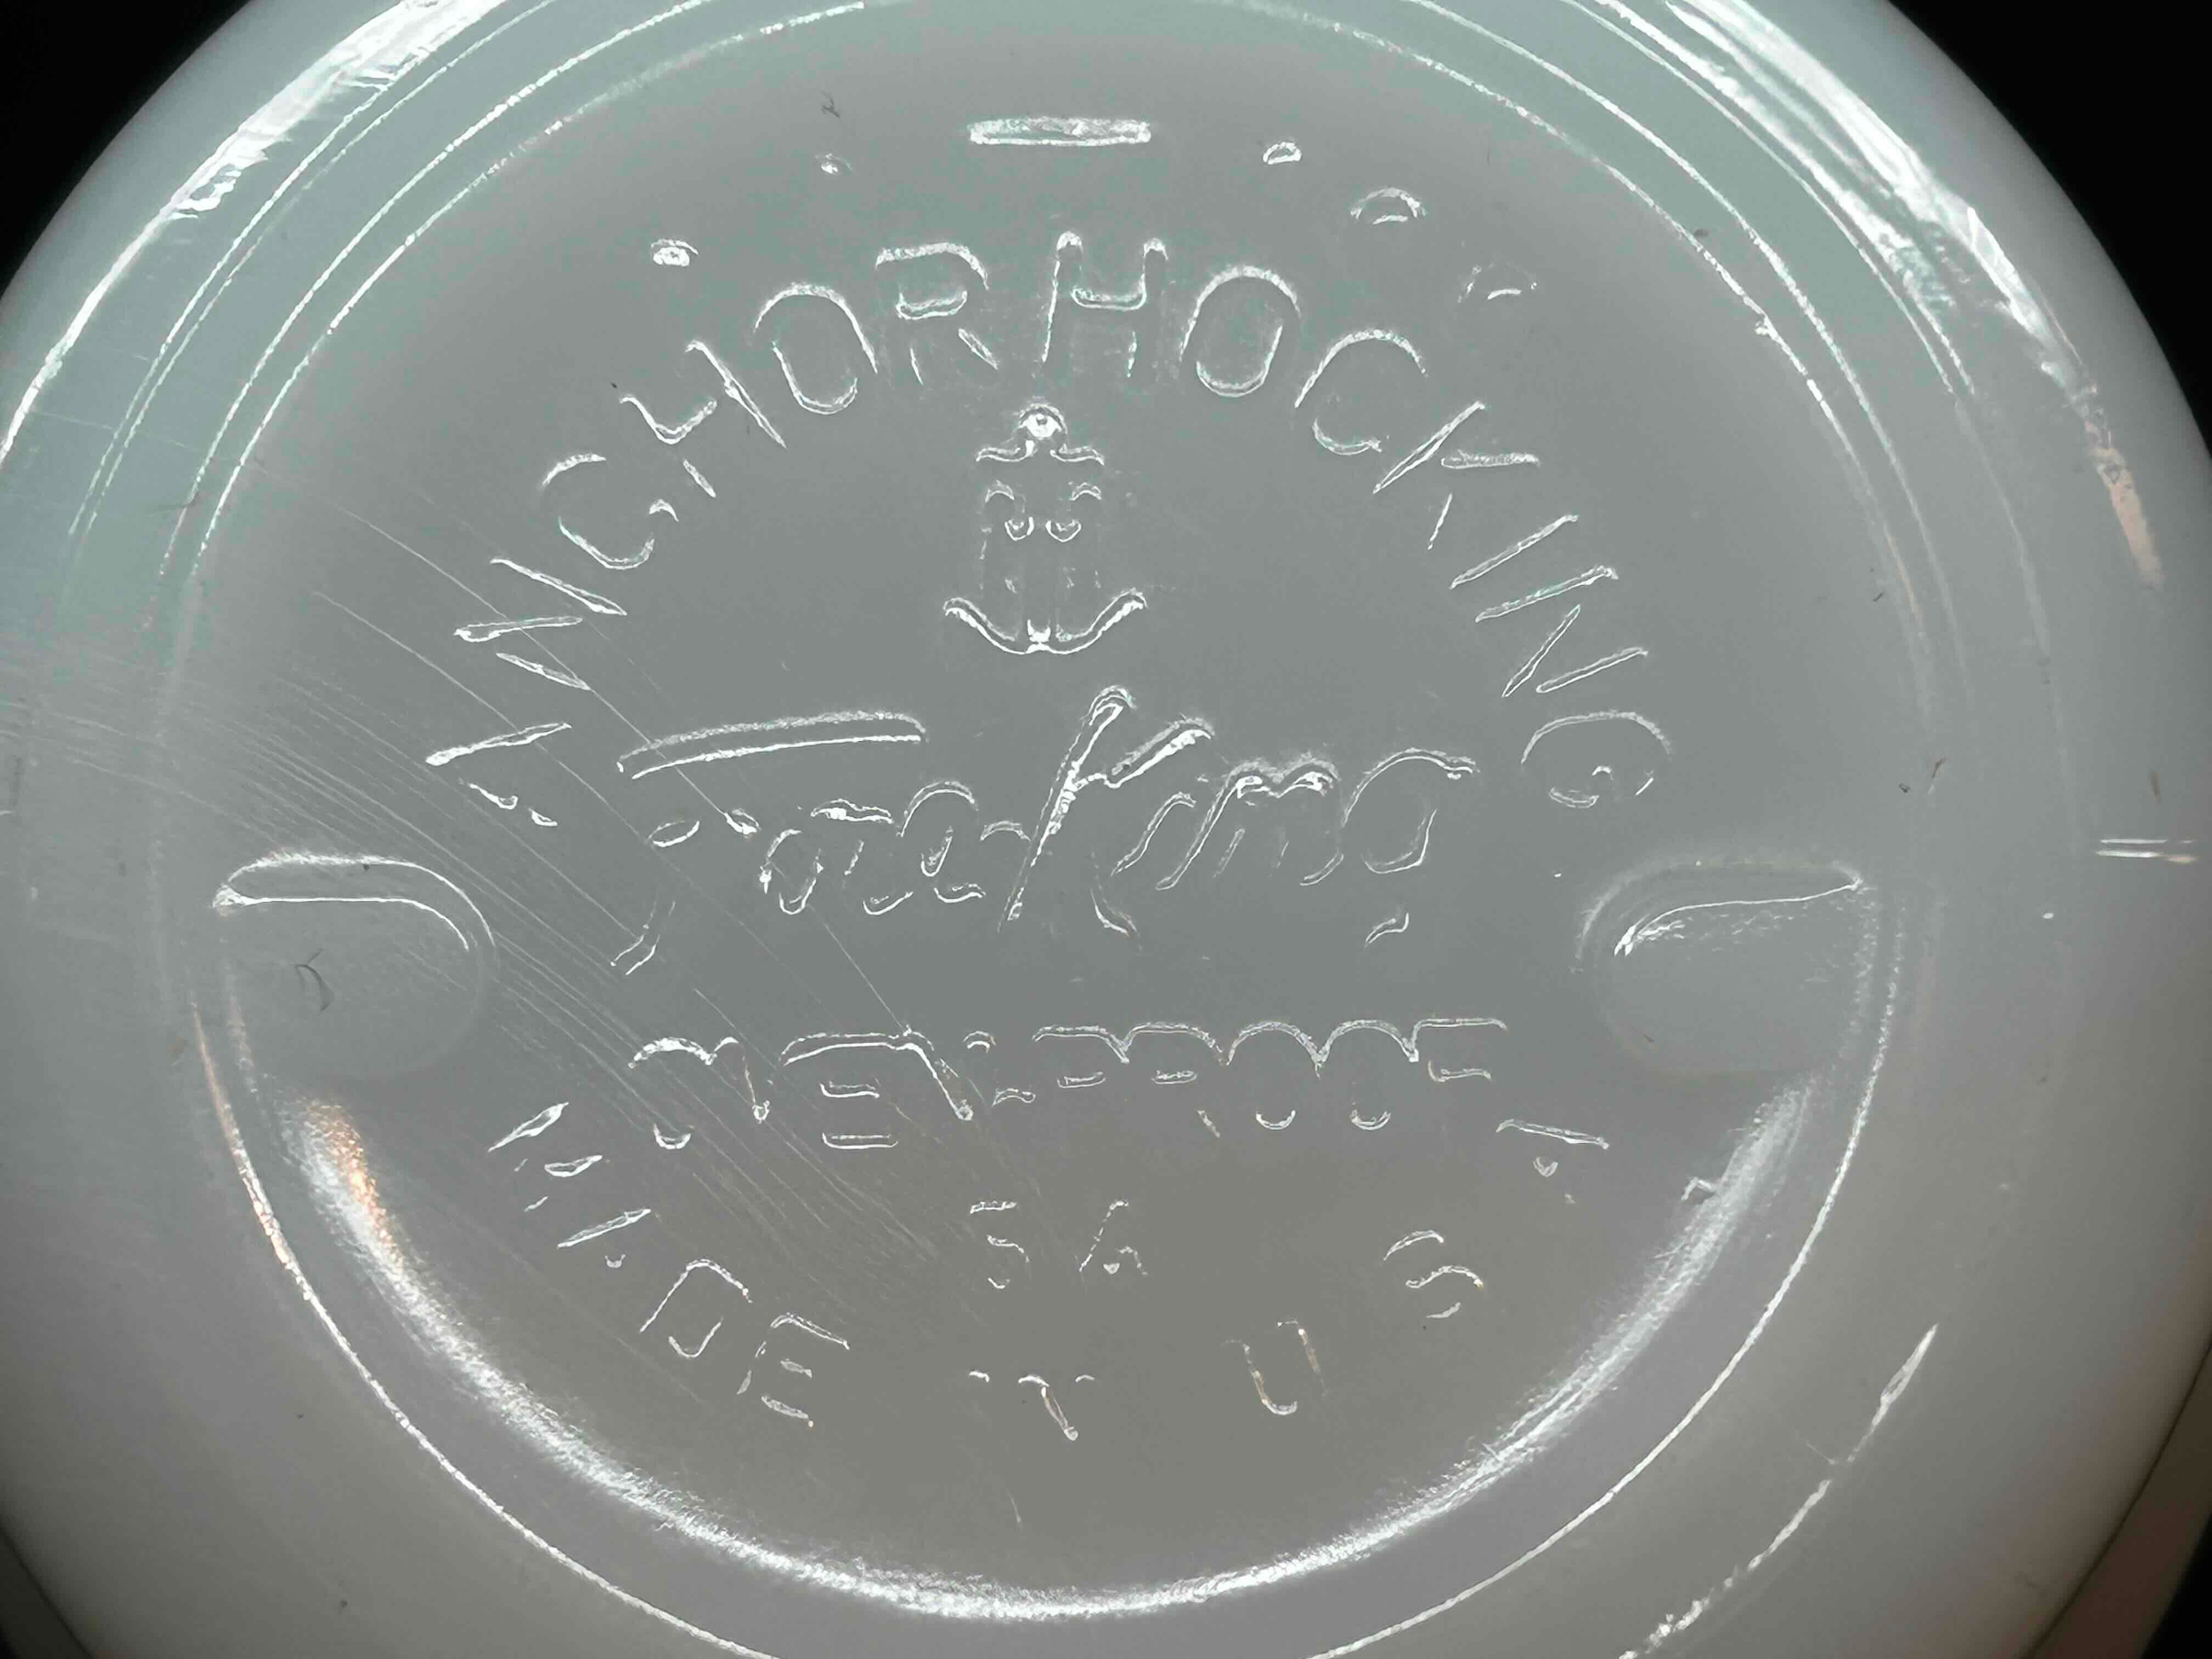 ANCHOR HOCKING
Fire-King
OVEN-PROOF
5A
MADE IN U.S.A